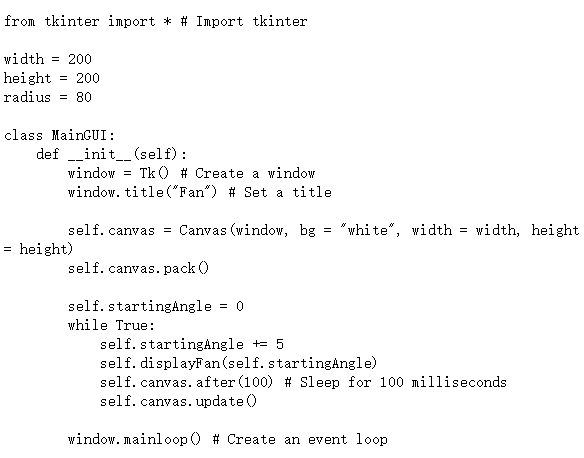 from tkinter import * # Import tkinter

width = 200
height = 200
radius = 80

class MainGUI:
    def __init__(self):
        window = Tk() # Create a window
        window.title("Fan") # Set a title

        self.canvas = Canvas(window, bg = "white", width = width, height
= height)
        self.canvas.pack()

        self.startingAngle = 0
        while True:
            self.startingAngle += 5
            self.displayFan(self.startingAngle)
            self.canvas.after(100) # Sleep for 100 milliseconds
            self.canvas.update()

        window.mainloop() # Create an event loop